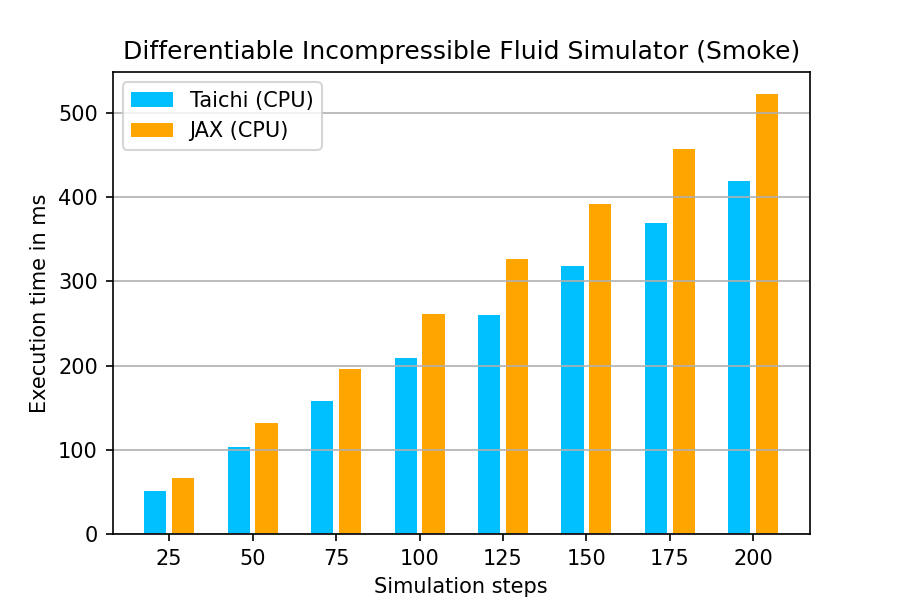 Differentiable Incompressible Fluid Simulator (Smoke)
Taichi (CPU)
JAX (CPU)
500
400
300
200
100
0
Execution time in ms
25 50 75 100 125 150 175 200
Simulation steps